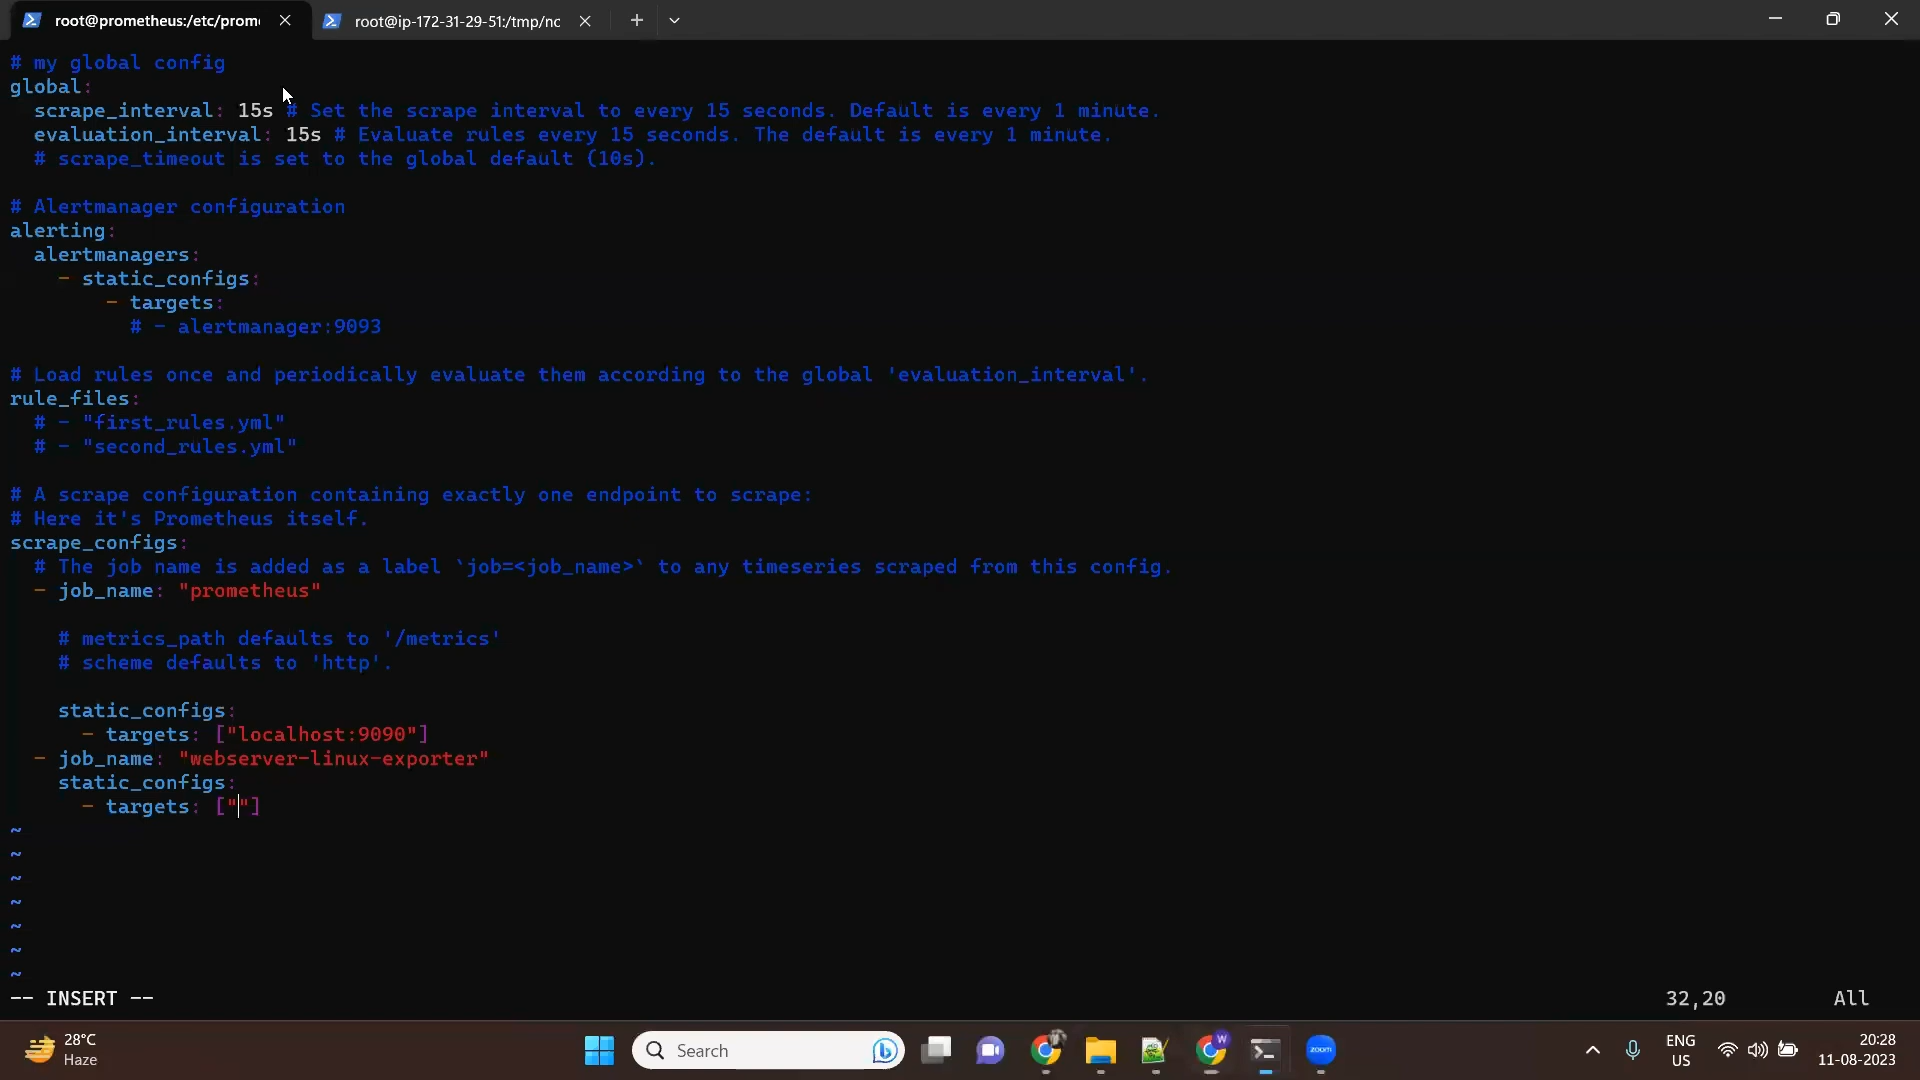 root@prometheus:/etc/prom
root@ip-172-31-29-51:/tmp/nc
# my global config
global:
  scrape_interval: 15s # Set the scrape interval to every 15 seconds. Default is every 1 minute.
  evaluation_interval: 15s # Evaluate rules every 15 seconds. The default is every 1 minute.
  # scrape_timeout is set to the global default (10s).
# Alertmanager configuration
alerting:
  alertmanagers:
    - static_configs:
        - targets:
          # - alertmanager:9093
# Load rules once and periodically evaluate them according to the global 'evaluation_interval'.
rule_files:
  # - "first_rules.yml"
  # - "second_rules.yml"
# A scrape configuration containing exactly one endpoint to scrape:
# Here it's Prometheus itself.
scrape_configs:
  # The job name is added as a label `job=<job_name>` to any timeseries scraped from this config.
  - job_name: "prometheus"
    # metrics_path defaults to '/metrics'
    # scheme defaults to 'http'.
    static_configs:
      - targets: ["localhost:9090"]
  - job_name: "webserver-linux-exporter"
    static_configs:
      - targets: [""]
~
~
~
~
~
~
~
-- INSERT -- 32,20 All
28°C
Haze
Search
W
zoom
ENG
US
20:28
11-08-2023